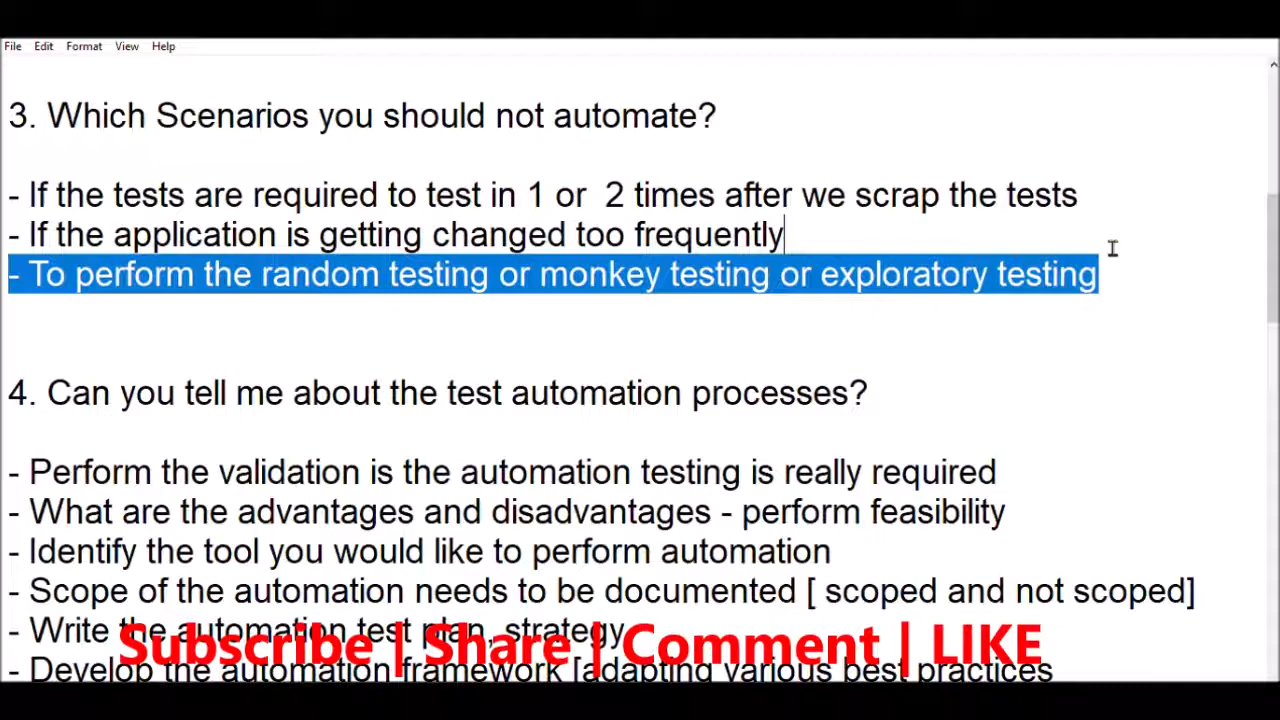 File Edit Format View Help
3. Which Scenarios you should not automate?
- If the tests are required to test in 1 or  2 times after we scrap the tests
- If the application is getting changed too frequently
- To perform the random testing or monkey testing or exploratory testing
4. Can you tell me about the test automation processes?
- Perform the validation is the automation testing is really required
- What are the advantages and disadvantages - perform feasibility
- Identify the tool you would like to perform automation
- Scope of the automation needs to be documented [ scoped and not scoped]
- Write the automation test plan, strategy
Subscribe | Share | Comment | LIKE
- Develop the automation framework [adapting various best practices